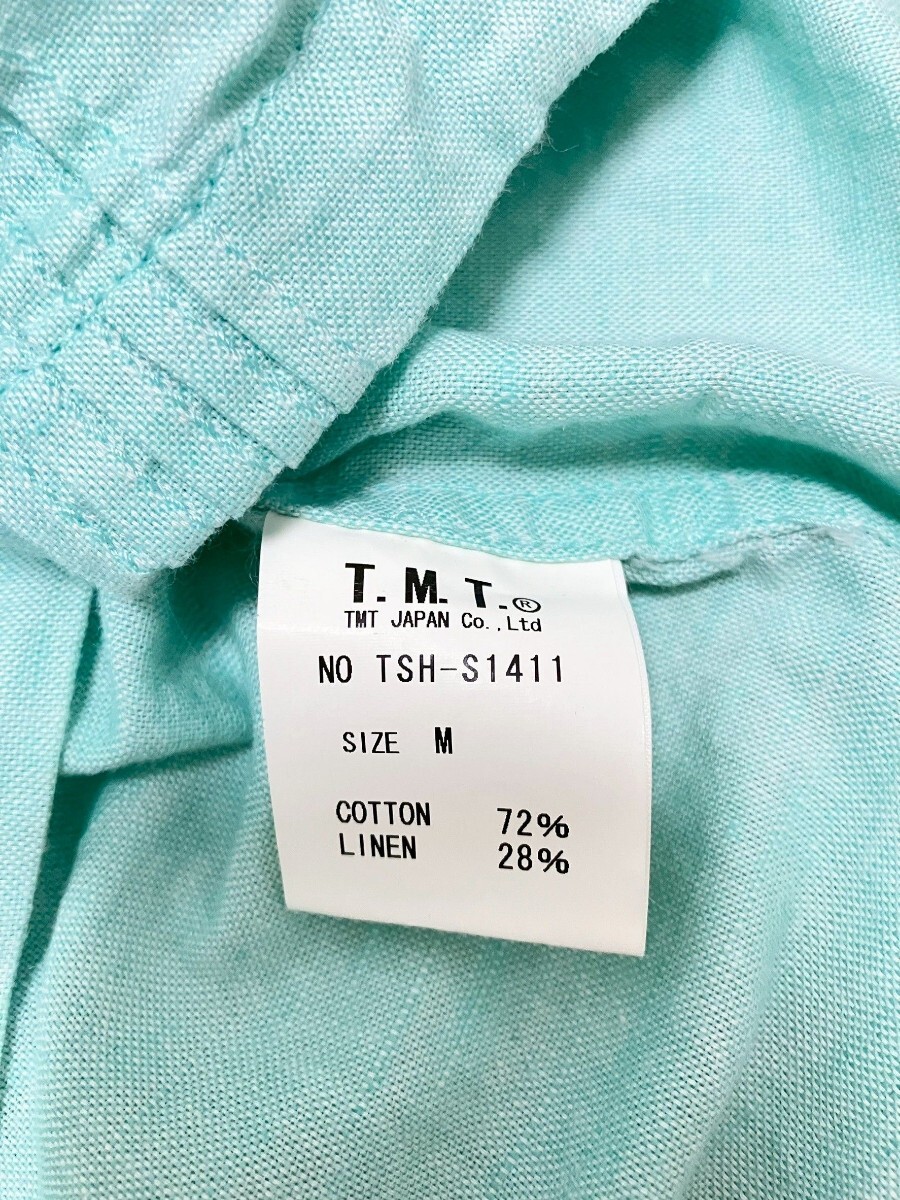 T.M.T.®
TMT JAPAN Co.,Ltd
NO TSH-S1411
SIZE M
COTTON 72%
LINEN 28%